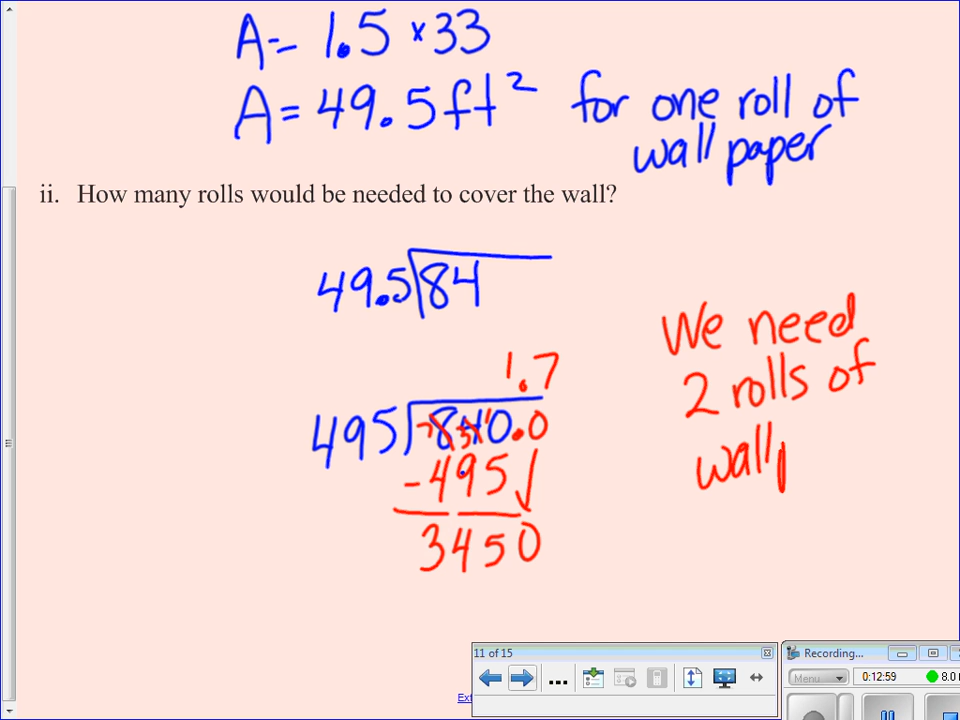 A = 1.5 × 33
A = 49.5 ft² for one roll of
wall paper
ii. How many rolls would be needed to cover the wall?
49.5 84
We need
2 rolls of
wallp
1.7
495 840.0
- 495
3450
11 of 15
Recording...
Menu
0:12:59
8.0
Ext